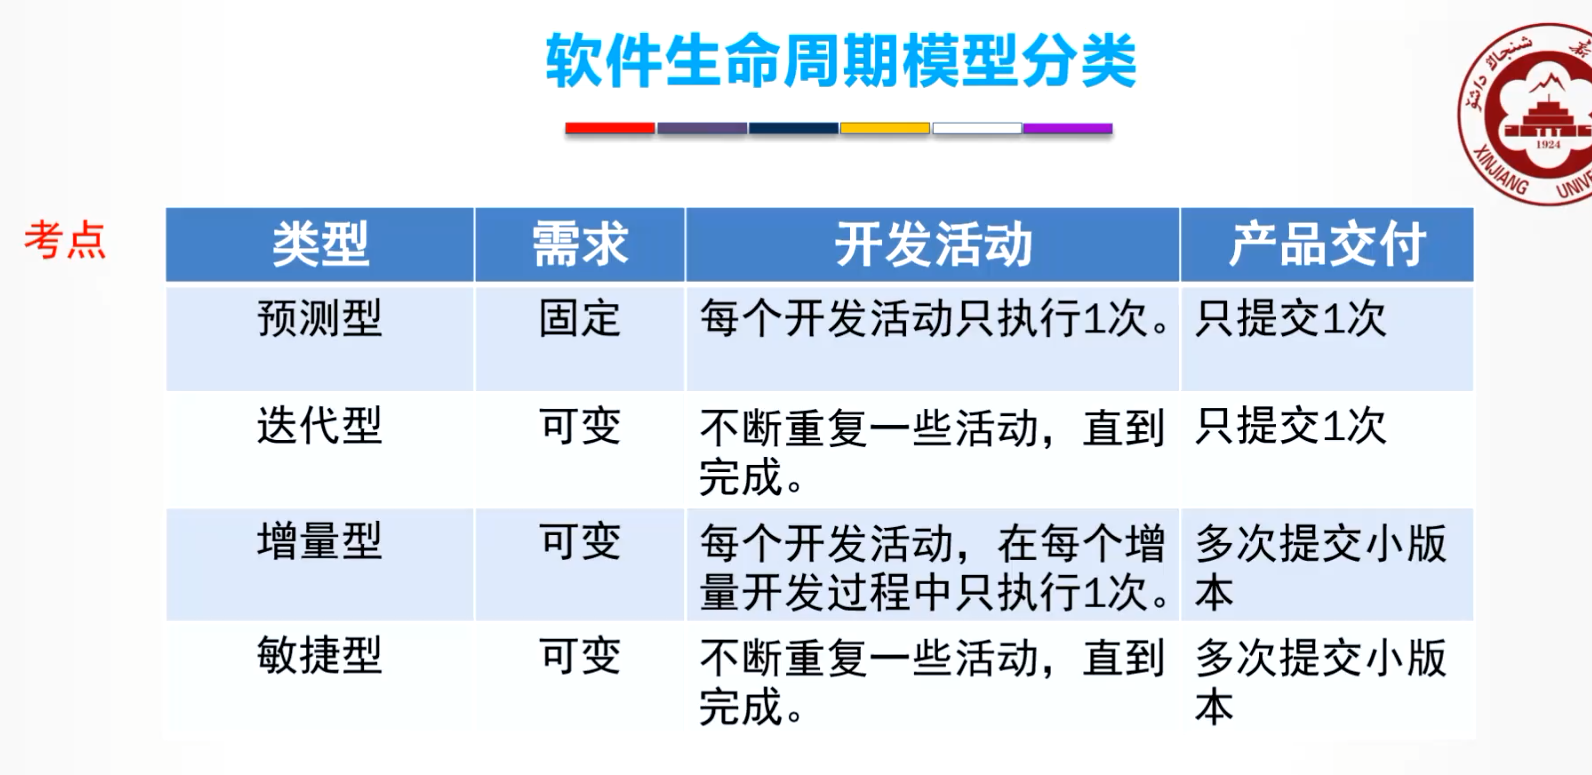 软件生命周期模型分类
考点
类型 需求 开发活动 产品交付
预测型 固定 每个开发活动只执行1次。 只提交1次
迭代型 可变 不断重复一些活动，直到 只提交1次
完成。
增量型 可变 每个开发活动，在每个增 多次提交小版
量开发过程中只执行1次。 本
敏捷型 可变 不断重复一些活动，直到 多次提交小版
完成。 本
شىنجاڭ
新
1924
XINJIANG UNIVE